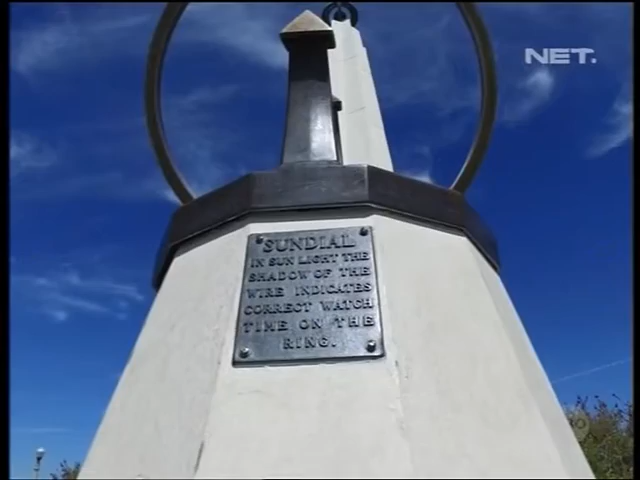 NET.
SUNDIAL
IN SUN LIGHT THE
SHADOW OF THE
WIRE INDICATES
CORRECT WATCH
TIME ON THE
RING.